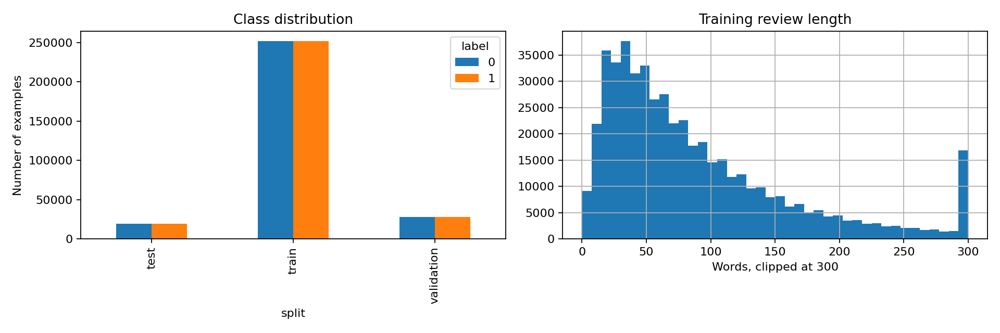 Class distribution
Number of examples
250000
200000
150000
100000
50000
0
label
0
1
test
train
validation
split
Training review length
35000
30000
25000
20000
15000
10000
5000
0
0 50 100 150 200 250 300
Words, clipped at 300